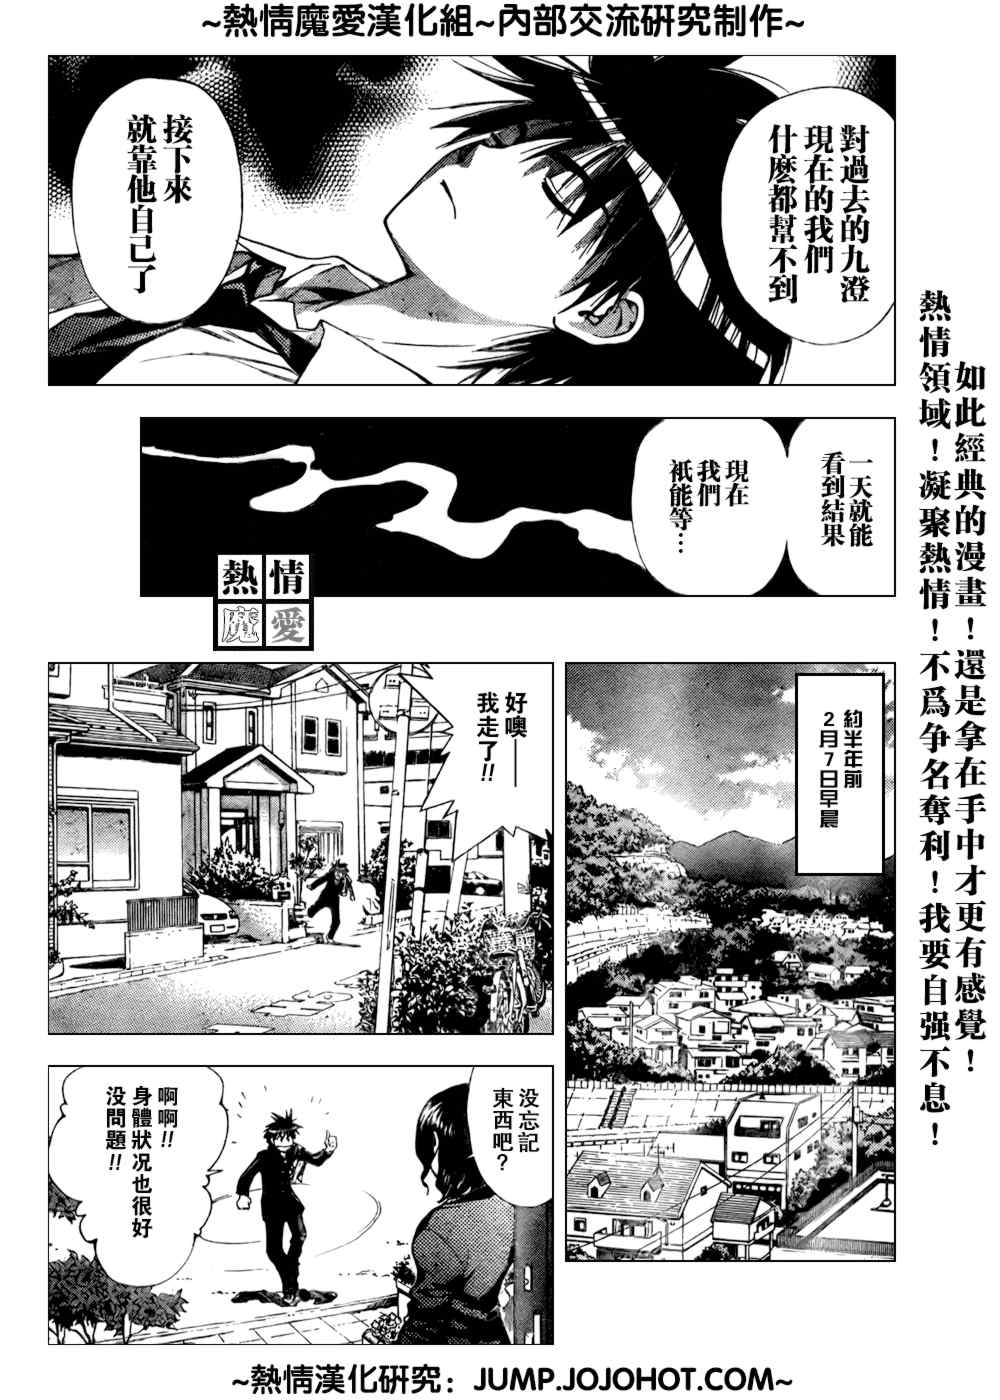 ~熱情魔愛漢化組~內部交流研究制作~
對過去的九澄
現在的我們
什麼都幫不到
接下來
就靠他自己了
一天就能
看到結果
現在
我們
衹能等…
熱情
魔愛
約半年前
2月7日早晨
好噢——
我走了!!
没忘記
東西吧?
啊啊!!
身體狀况也很好
没問題!!
如此經典的漫畫！還是拿在手中才更有感覺！
熱情領域！凝聚熱情！不爲争名奪利！我要自强不息！
~熱情漢化研究：JUMP.JOJOHOT.COM~